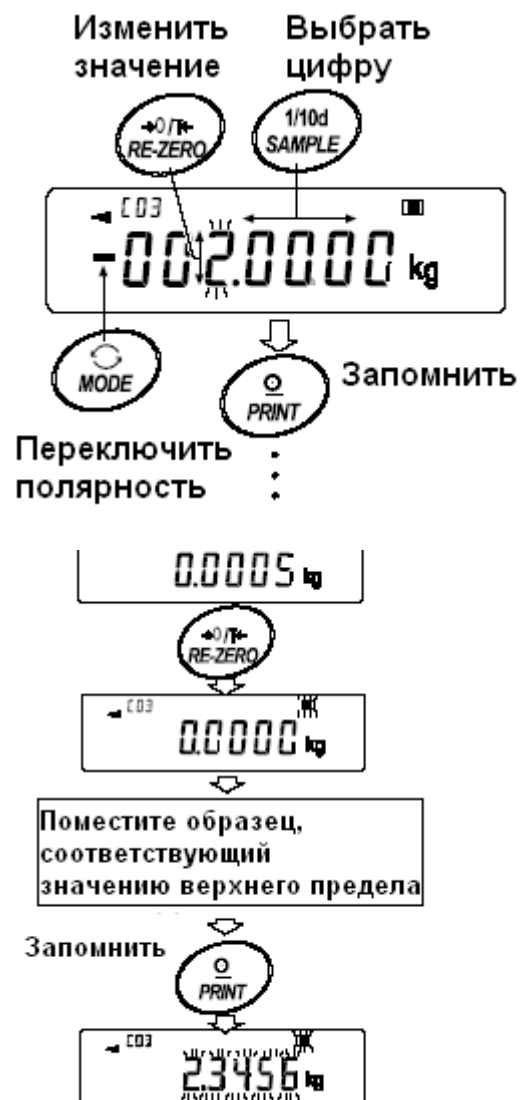 Изменить значение
Выбрать цифру
→0/T← RE-ZERO
1/10d SAMPLE
C03
-002.0000 kg
MODE
PRINT
Запомнить
Переключить полярность
0.0005 kg
→0/T← RE-ZERO
C03
0.0000 kg
Поместите образец,
соответствующий
значению верхнего предела
Запомнить
PRINT
C03
2.3456 kg